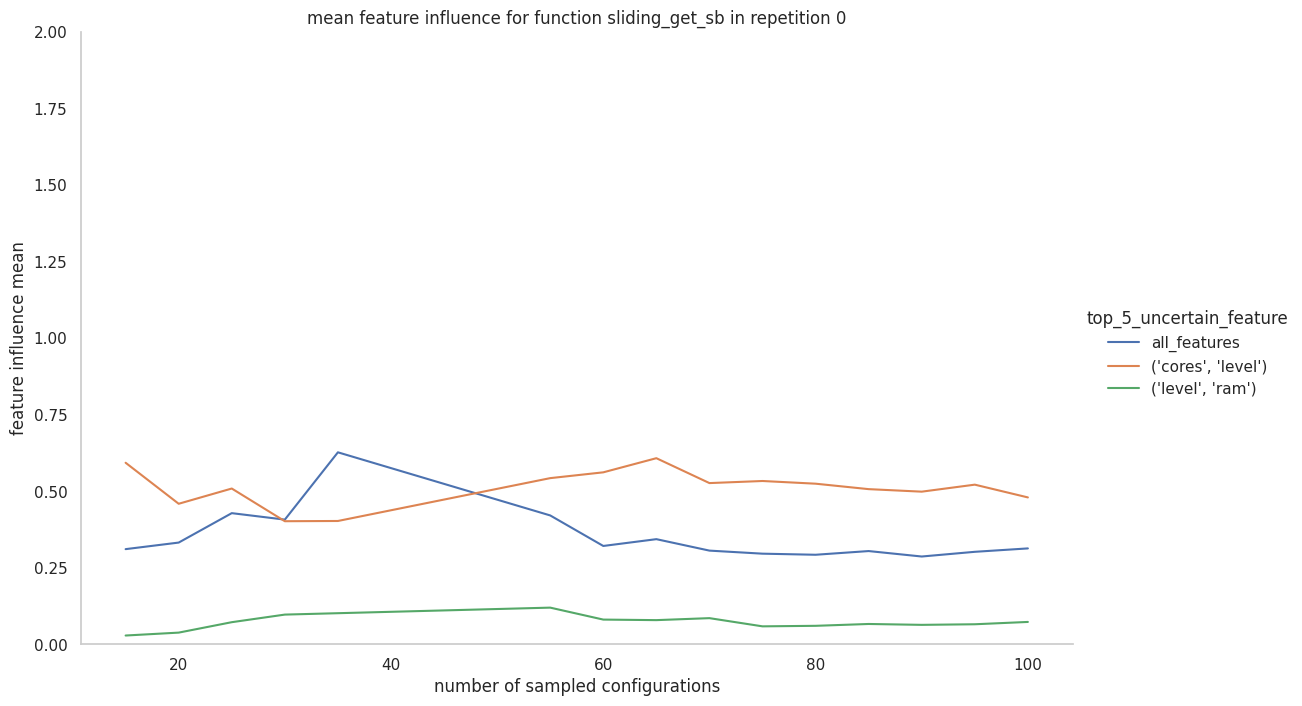 mean feature influence for function sliding_get_sb in repetition 0
2.00
1.75
1.50
1.25
1.00
0.75
0.50
0.25
0.00
feature influence mean
20 40 60 80 100
number of sampled configurations
top_5_uncertain_feature
all_features
('cores', 'level')
('level', 'ram')